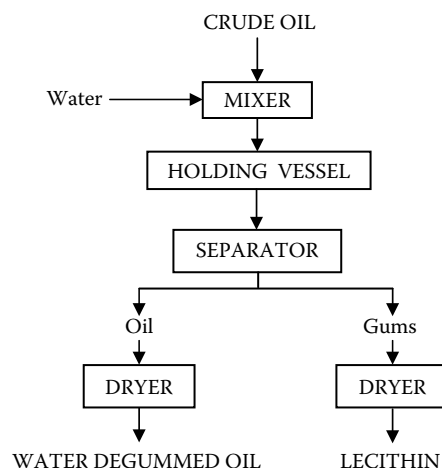 CRUDE OIL
Water
MIXER
HOLDING VESSEL
SEPARATOR
Oil
Gums
DRYER
DRYER
WATER DEGUMMED OIL
LECITHIN